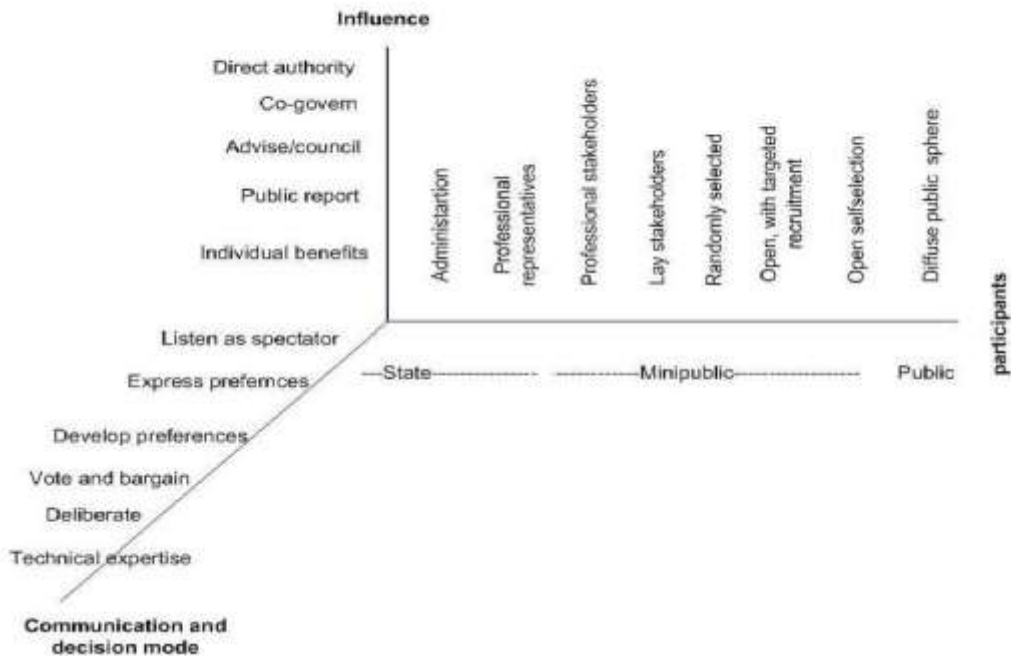 Influence
Direct authority
Co-govern
Advise/council
Public report
Individual benefits
Administartion
Professional
representatives
Professional stakeholders
Lay stakeholders
Randomly selected
Open, with targeted
recruitment
Open selfselection
Diffuse public sphere
participants
---State------------- ------------Minipublic------------------ Public
Listen as spectator
Express prefernces
Develop preferences
Vote and bargain
Deliberate
Technical expertise
Communication and
decision mode